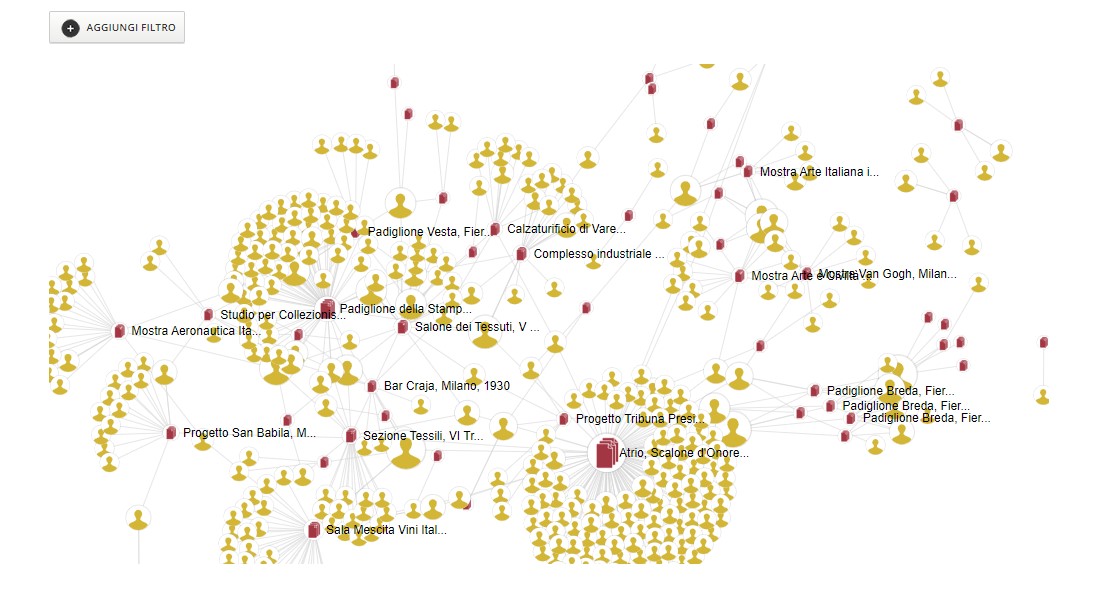 AGGIUNGI FILTRO
Mostra Arte Italiana i...
Padiglione Vesta, Fier...
Calzaturificio di Vare...
Complesso industriale ...
Mostra Arte e Civiltà
Mostra Van Gogh, Milan...
Padiglione della Stamp...
Studio per Collezionis...
Mostra Aeronautica Ita...
Salone dei Tessuti, V ...
Bar Craja, Milano, 1930
Padiglione Breda, Fier...
Padiglione Breda, Fier...
Padiglione Breda, Fier...
Progetto Tribuna Presi...
Progetto San Babila, M...
Sezione Tessili, VI Tr...
Atrio, Scalone d'Onore...
Sala Mescita Vini Ital...